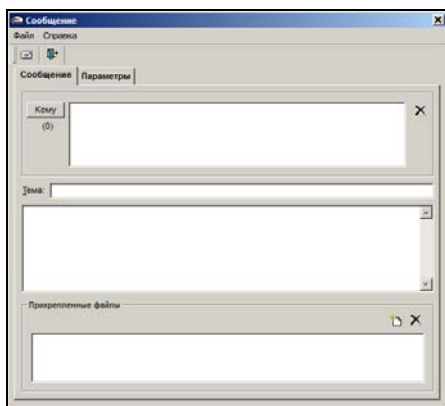 Сообщение
Файл Справка
Сообщение Параметры
Кому
(0)
Тема:
Прикрепленные файлы